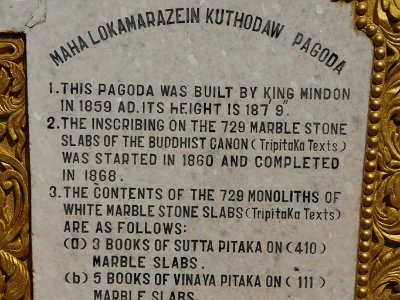 MAHA LOKAMARAZEIN KUTHODAW PAGODA
1. THIS PAGODA WAS BUILT BY KING MINDON
IN 1859 AD. ITS HEIGHT IS 187' 9".
2. THE INSCRIBING ON THE 729 MARBLE STONE
SLABS OF THE BUDDHIST CANON (TripitaKa Texts)
WAS STARTED IN 1860 AND COMPLETED
IN 1868.
3. THE CONTENTS OF THE 729 MONOLITHS OF
WHITE MARBLE STONE SLABS (TripitaKa Texts)
ARE AS FOLLOWS:
(a) 3 BOOKS OF SUTTA PITAKA ON (410)
MARBLE SLABS.
(b) 5 BOOKS OF VINAYA PITAKA ON (111)
MARBLE SLABS